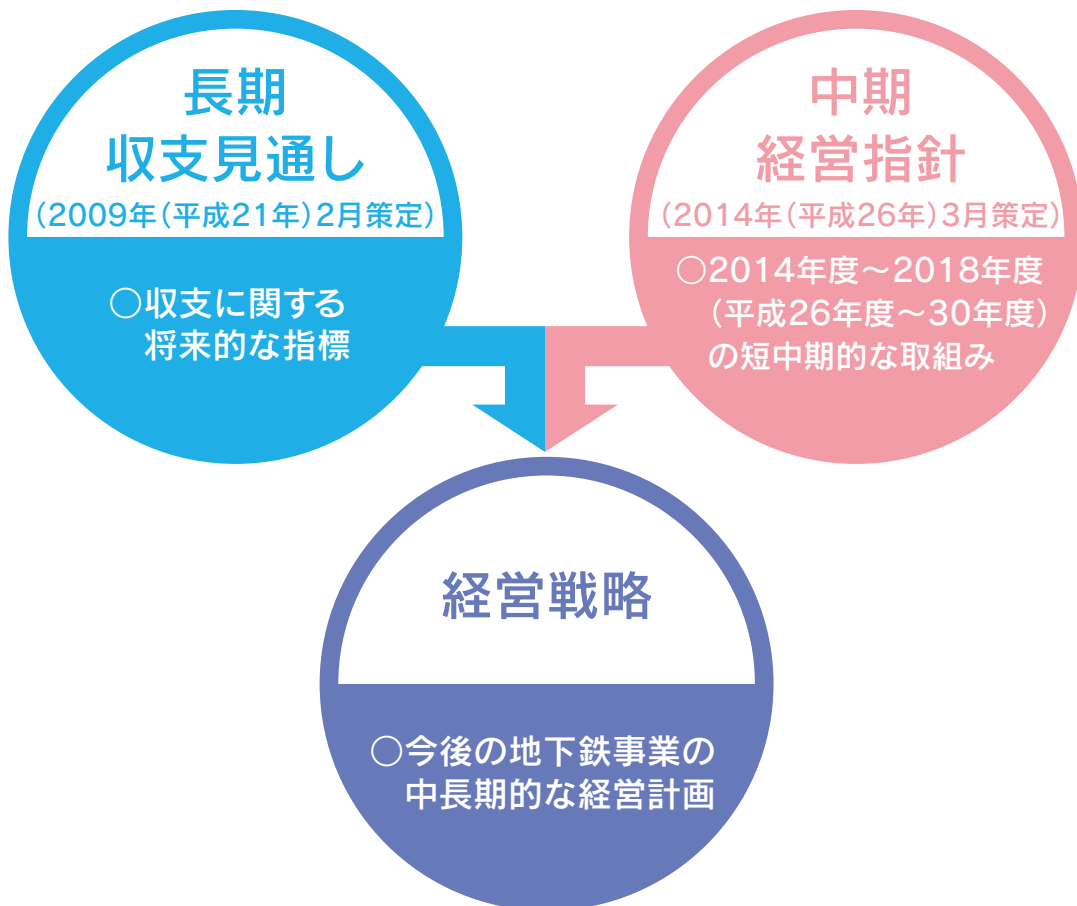 長期
収支見通し
(2009年(平成21年)2月策定)
○収支に関する
将来的な指標
中期
経営指針
(2014年(平成26年)3月策定)
○2014年度～2018年度
(平成26年度～30年度)
の短中期的な取組み
経営戦略
○今後の地下鉄事業の
中長期的な経営計画